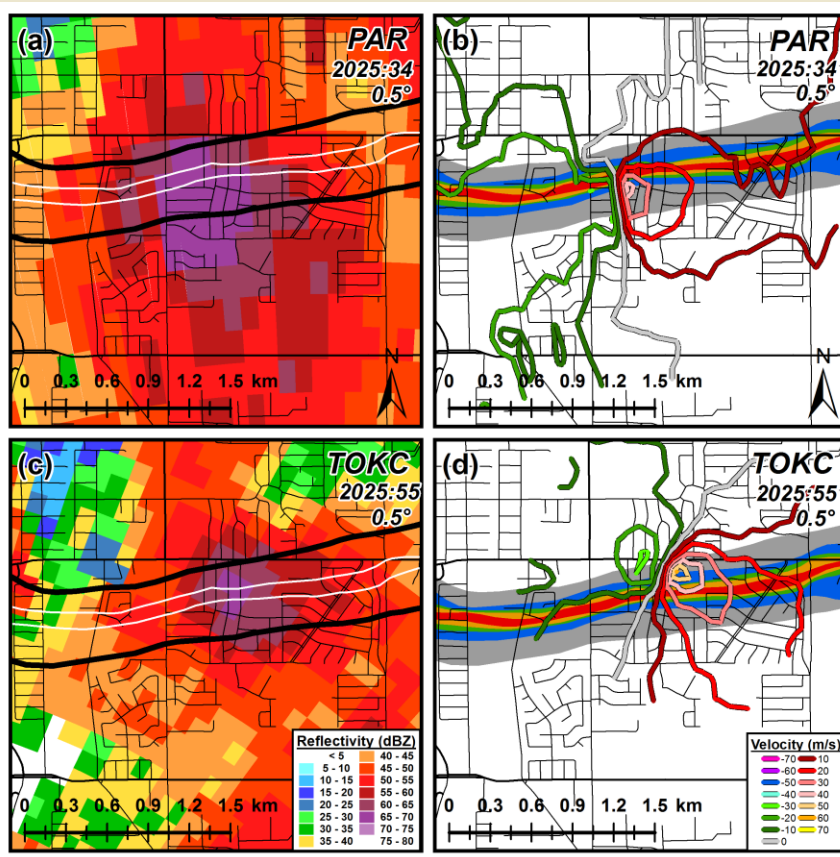 (a)
PAR
2025:34
0.5°
0 0.3 0.6 0.9 1.2 1.5 km
N
(b)
PAR
2025:34
0.5°
0 0.3 0.6 0.9 1.2 1.5 km
N
(c)
TOKC
2025:55
0.5°
0 0.3 0.6 0.9 1.2 1.5 km
Reflectivity (dBZ)
< 5 40 - 45
5 - 10 45 - 50
10 - 15 50 - 55
15 - 20 55 - 60
20 - 25 60 - 65
25 - 30 65 - 70
30 - 35 70 - 75
35 - 40 75 - 80
(d)
TOKC
2025:55
0.5°
0 0.3 0.6 0.9 1.2 1.5 km
Velocity (m/s)
-70 10
-60 20
-50 30
-40 40
-30 50
-20 60
-10 70
0